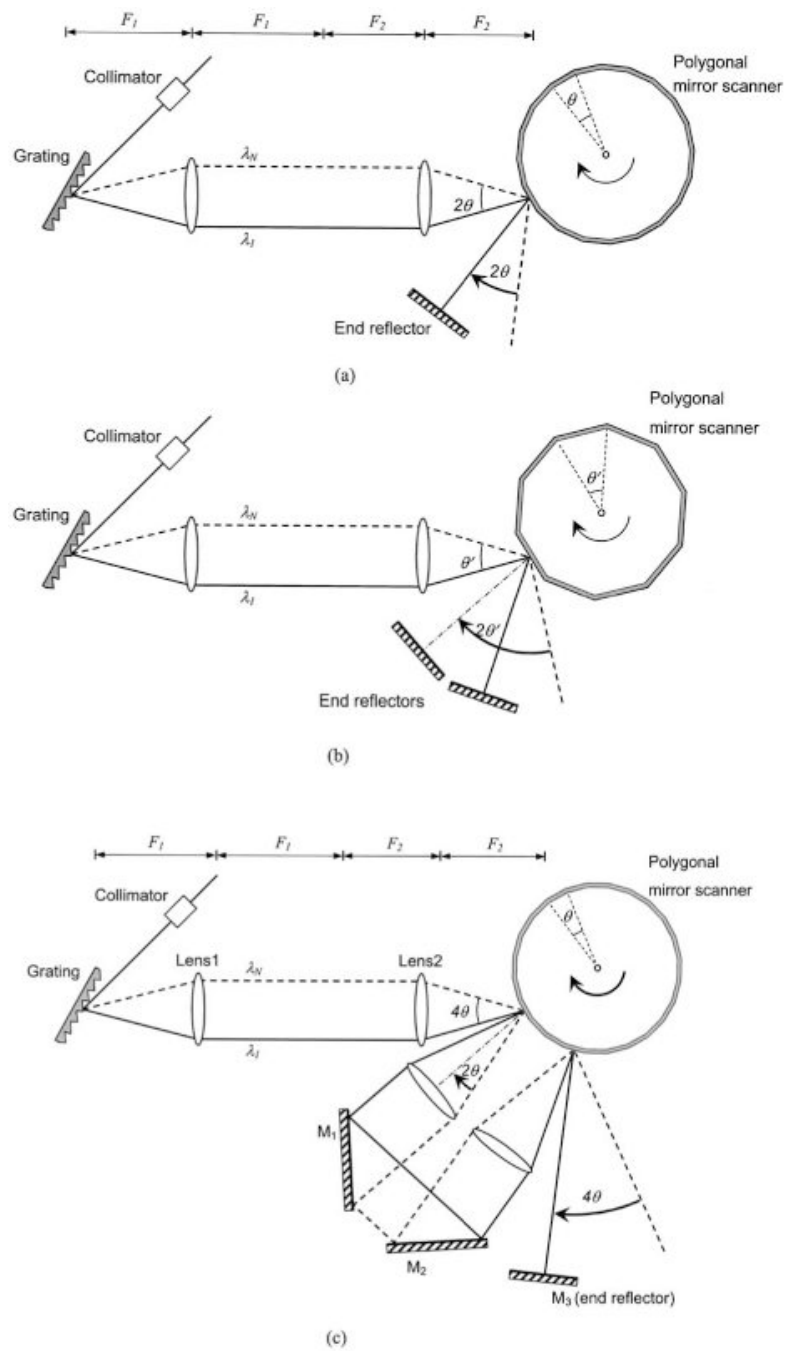 F1 F1 F2 F2
Collimator
Polygonal
mirror scanner
θ
Grating
λN
2θ
λ1
2θ
End reflector
(a)
Polygonal
mirror scanner
Collimator
θ'
Grating
λN
θ'
λ1
2θ'
End reflectors
(b)
F1 F1 F2 F2
Polygonal
mirror scanner
Collimator
θ
Lens1 Lens2
Grating
λN
4θ
λ1
2θ
M1
4θ
M2
M3 (end reflector)
(c)